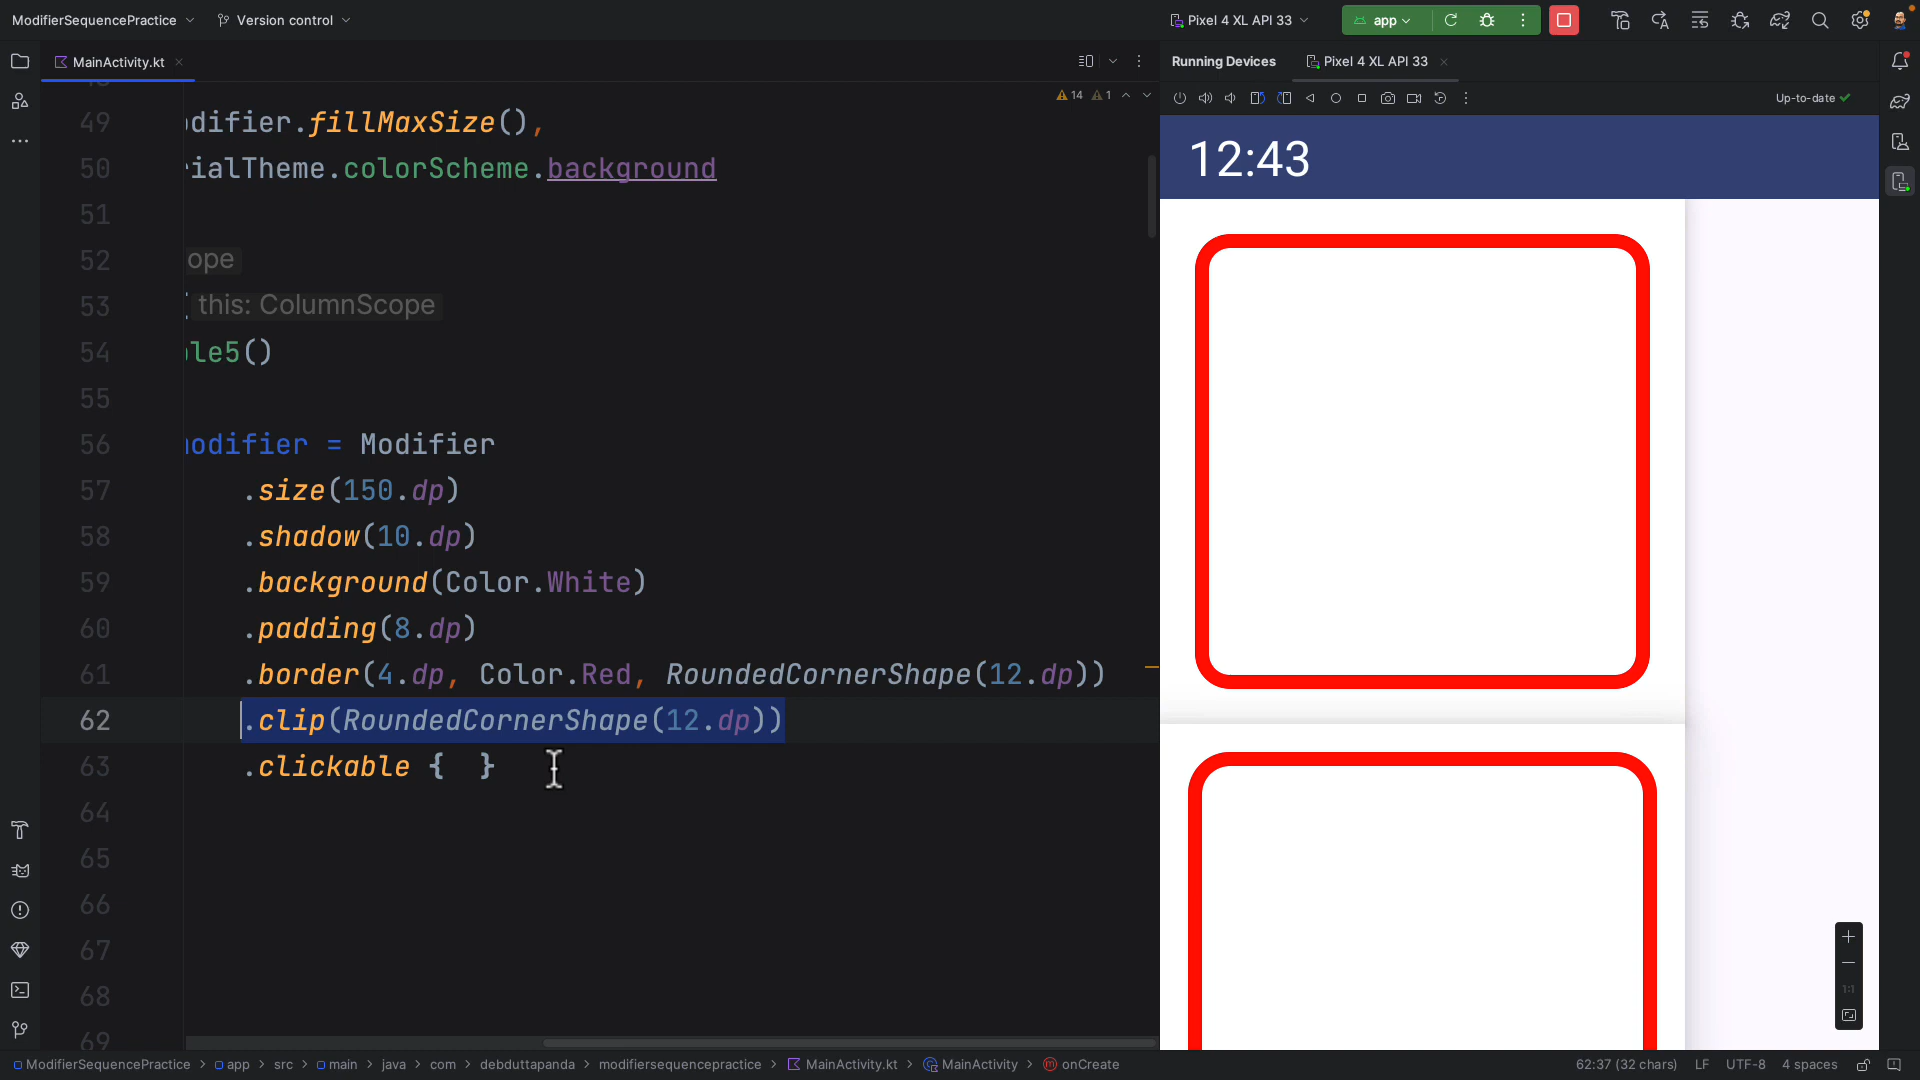 ModifierSequencePractice Version control Pixel 4 XL API 33 app
MainActivity.kt
14 1
49 odifier.fillMaxSize(),
50 ialTheme.colorScheme.background
51
52 ope
53 { this: ColumnScope
54 le5()
55
56 odifier = Modifier
57 .size(150.dp)
58 .shadow(10.dp)
59 .background(Color.White)
60 .padding(8.dp)
61 .border(4.dp, Color.Red, RoundedCornerShape(12.dp))
62 .clip(RoundedCornerShape(12.dp))
63 .clickable { }
64
65
66
67
68
69
Running Devices Pixel 4 XL API 33
Up-to-date
12:43
1:1
ModifierSequencePractice > app > src > main > java > com > debduttapanda > modifiersequencepractice > MainActivity.kt > MainActivity > onCreate 62:37 (32 chars) LF UTF-8 4 spaces